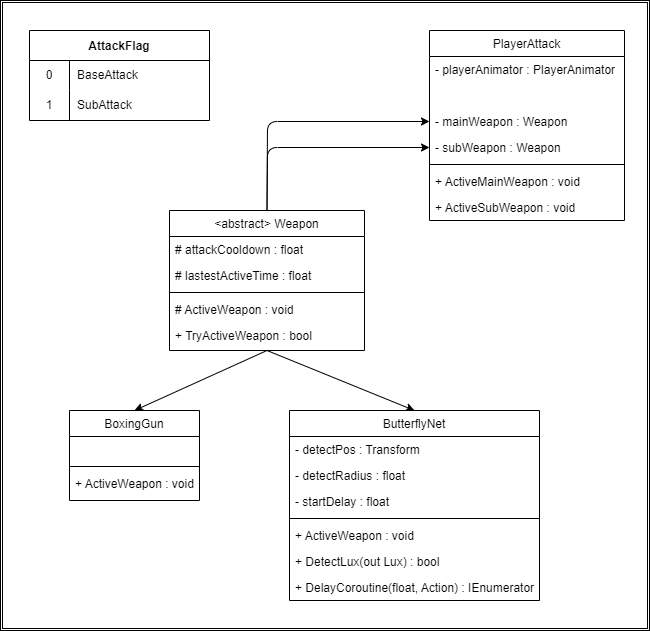 AttackFlag
0 BaseAttack
1 SubAttack
PlayerAttack
- playerAnimator : PlayerAnimator
- mainWeapon : Weapon
- subWeapon : Weapon
+ ActiveMainWeapon : void
+ ActiveSubWeapon : void
<abstract> Weapon
# attackCooldown : float
# lastestActiveTime : float
# ActiveWeapon : void
+ TryActiveWeapon : bool
BoxingGun
+ ActiveWeapon : void
ButterflyNet
- detectPos : Transform
- detectRadius : float
- startDelay : float
+ ActiveWeapon : void
+ DetectLux(out Lux) : bool
+ DelayCoroutine(float, Action) : IEnumerator